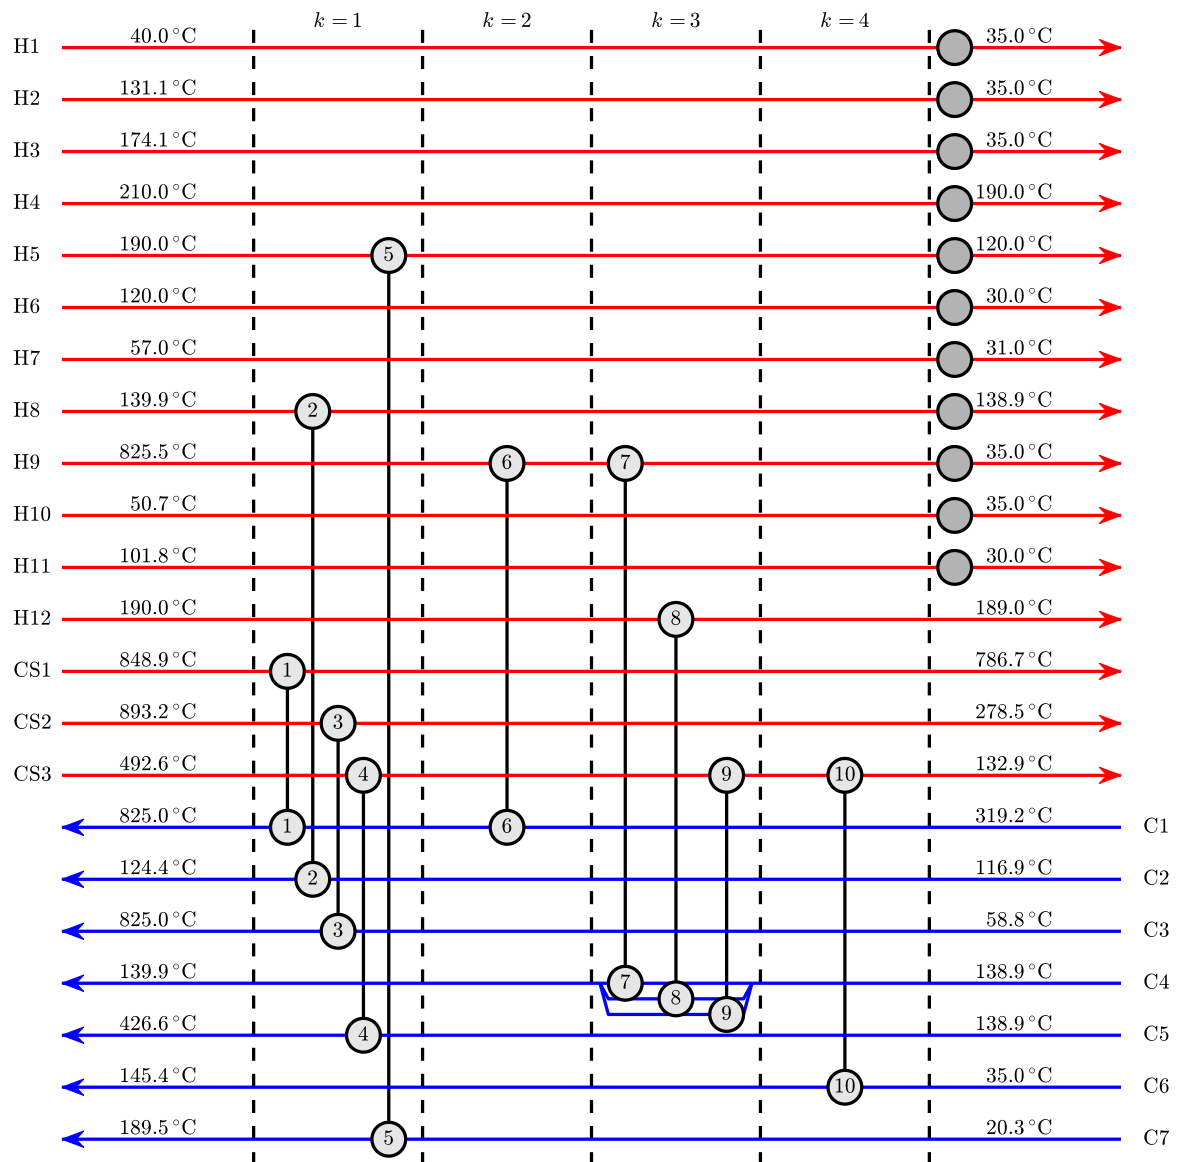 k = 1 k = 2 k = 3 k = 4
H1 40.0 °C 35.0 °C
H2 131.1 °C 35.0 °C
H3 174.1 °C 35.0 °C
H4 210.0 °C 190.0 °C
H5 190.0 °C 5 120.0 °C
H6 120.0 °C 30.0 °C
H7 57.0 °C 31.0 °C
H8 139.9 °C 2 138.9 °C
H9 825.5 °C 6 7 35.0 °C
H10 50.7 °C 35.0 °C
H11 101.8 °C 30.0 °C
H12 190.0 °C 8 189.0 °C
CS1 848.9 °C 1 786.7 °C
CS2 893.2 °C 3 278.5 °C
CS3 492.6 °C 4 9 10 132.9 °C
825.0 °C 1 6 319.2 °C C1
124.4 °C 2 116.9 °C C2
825.0 °C 3 58.8 °C C3
139.9 °C 7 138.9 °C C4
8
9
426.6 °C 4 138.9 °C C5
145.4 °C 10 35.0 °C C6
189.5 °C 5 20.3 °C C7